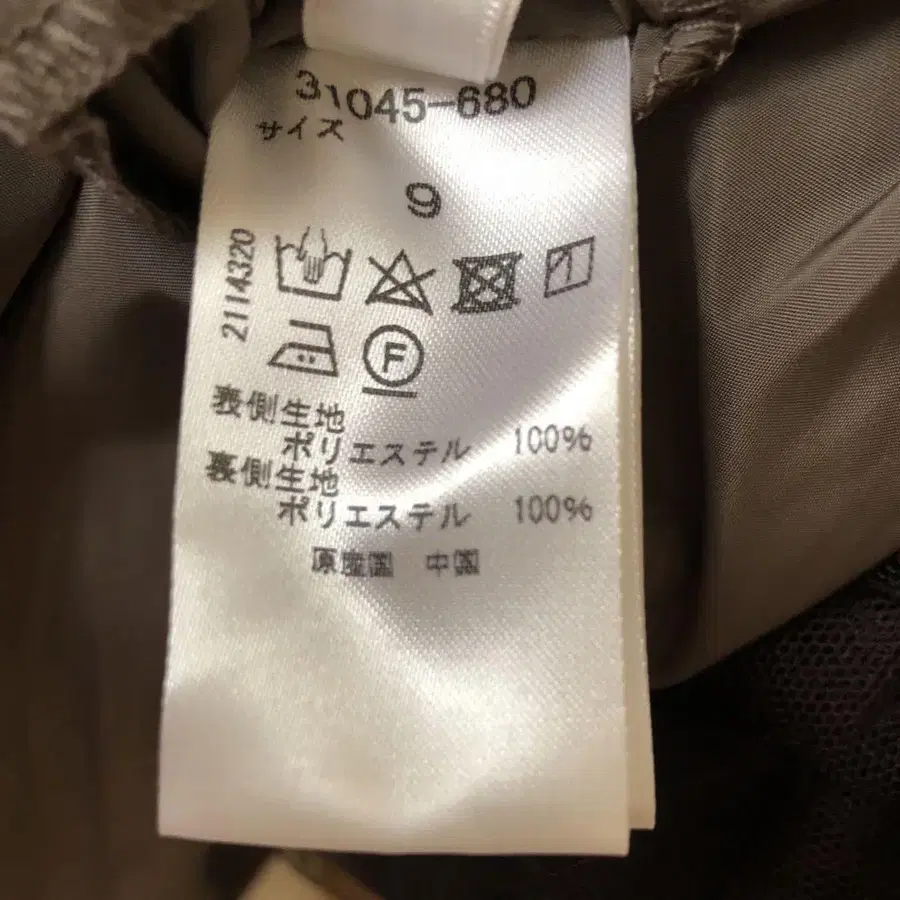 31045-680
サイズ
9
2114320
F
表側生地
ポリエステル 100%
裏側生地
ポリエステル 100%
原産国 中国